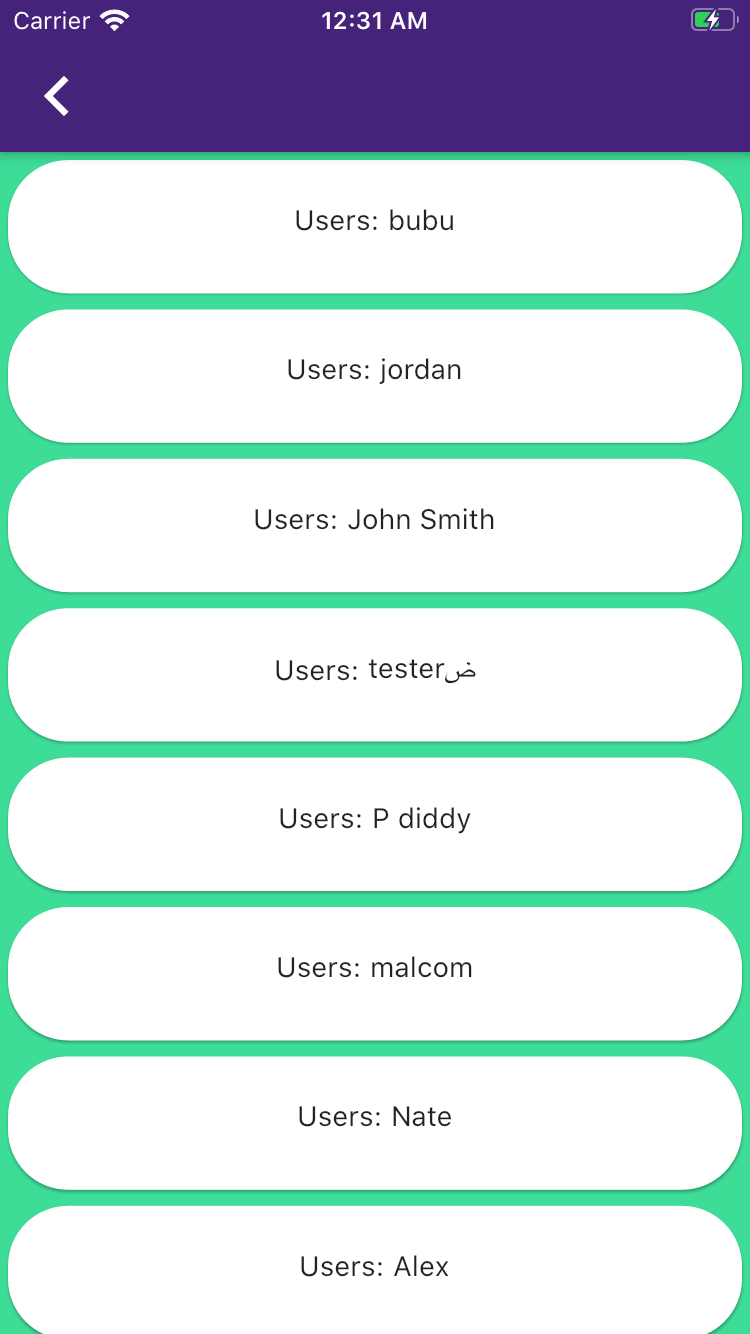 Carrier 12:31 AM
Users: bubu
Users: jordan
Users: John Smith
Users: testerض
Users: P diddy
Users: malcom
Users: Nate
Users: Alex